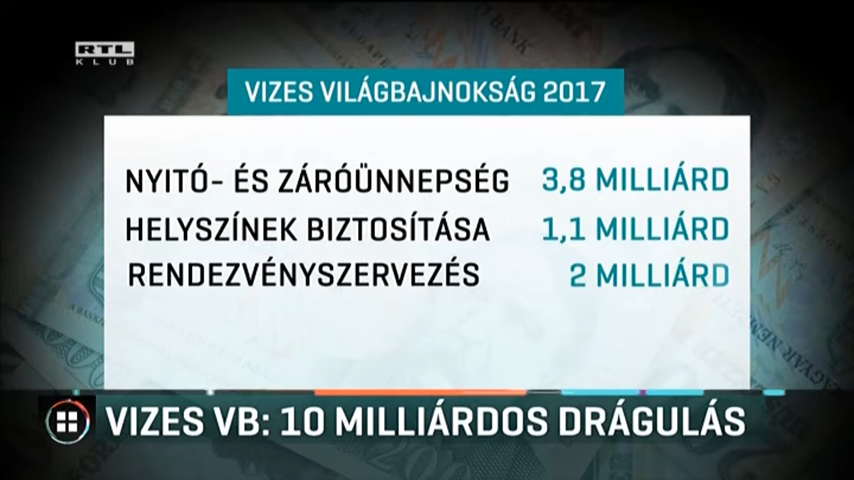 RTL
KLUB
VIZES VILÁGBAJNOKSÁG 2017
NYITÓ- ÉS ZÁRÓÜNNEPSÉG 3,8 MILLIÁRD
HELYSZÍNEK BIZTOSÍTÁSA 1,1 MILLIÁRD
RENDEZVÉNYSZERVEZÉS 2 MILLIÁRD
VIZES VB: 10 MILLIÁRDOS DRÁGULÁS